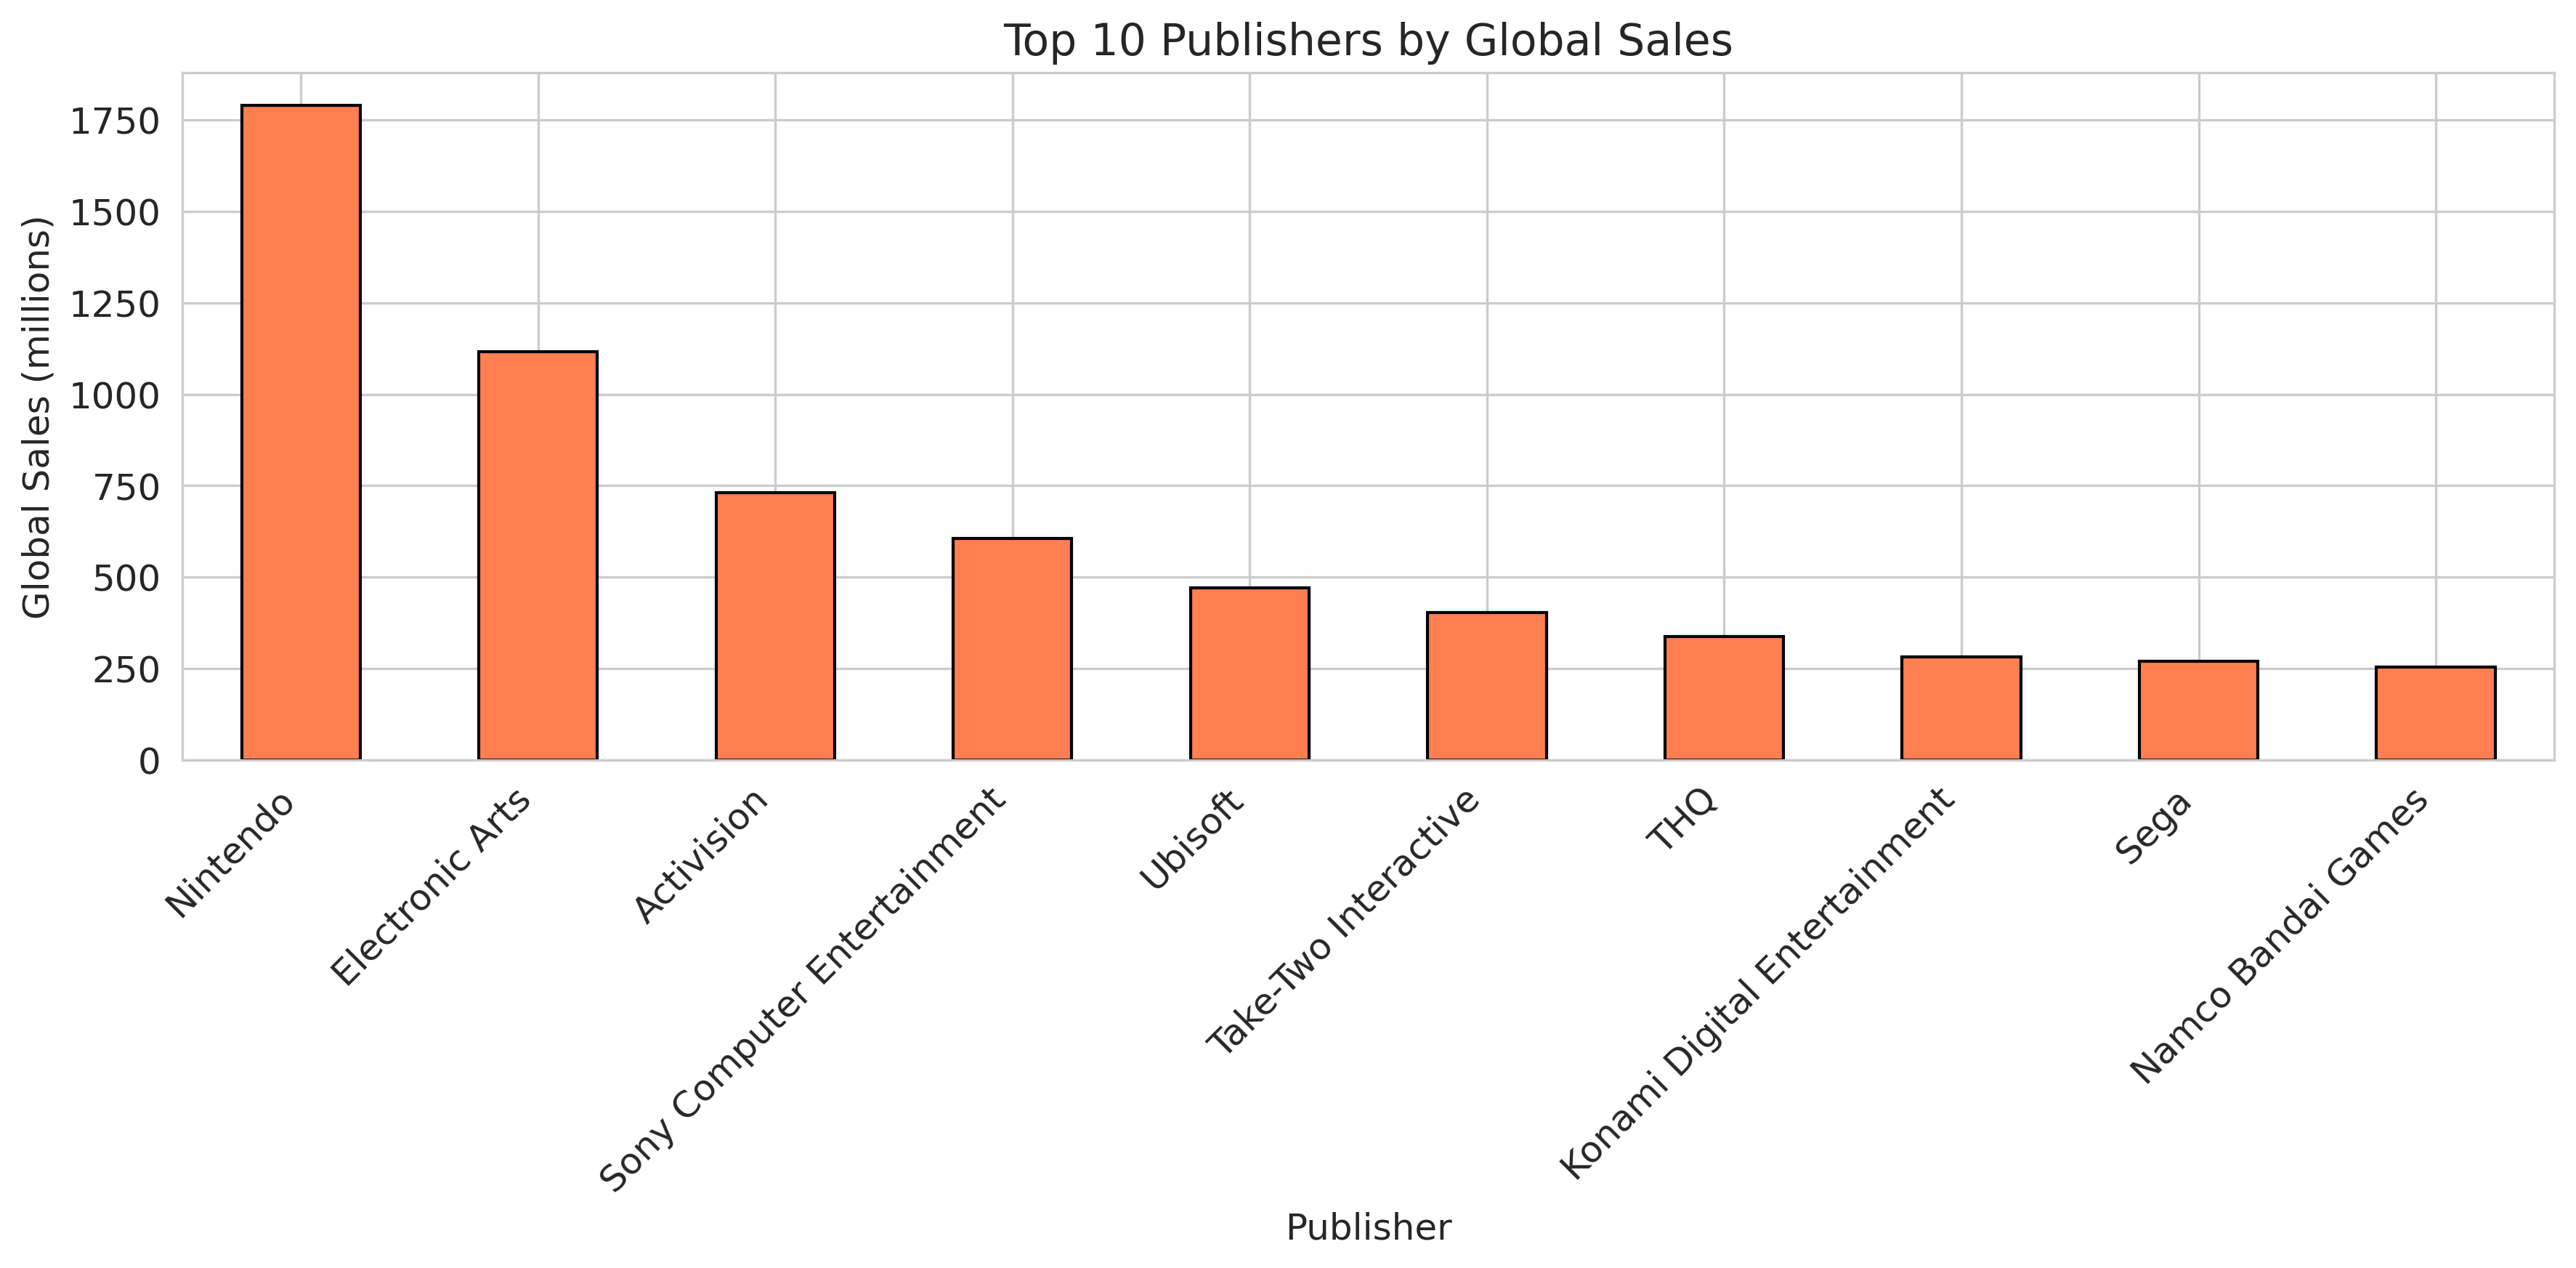 Top 10 Publishers by Global Sales
Global Sales (millions)
1750
1500
1250
1000
750
500
250
0
Nintendo
Electronic Arts
Activision
Sony Computer Entertainment
Ubisoft
Take-Two Interactive
THQ
Konami Digital Entertainment
Sega
Namco Bandai Games
Publisher